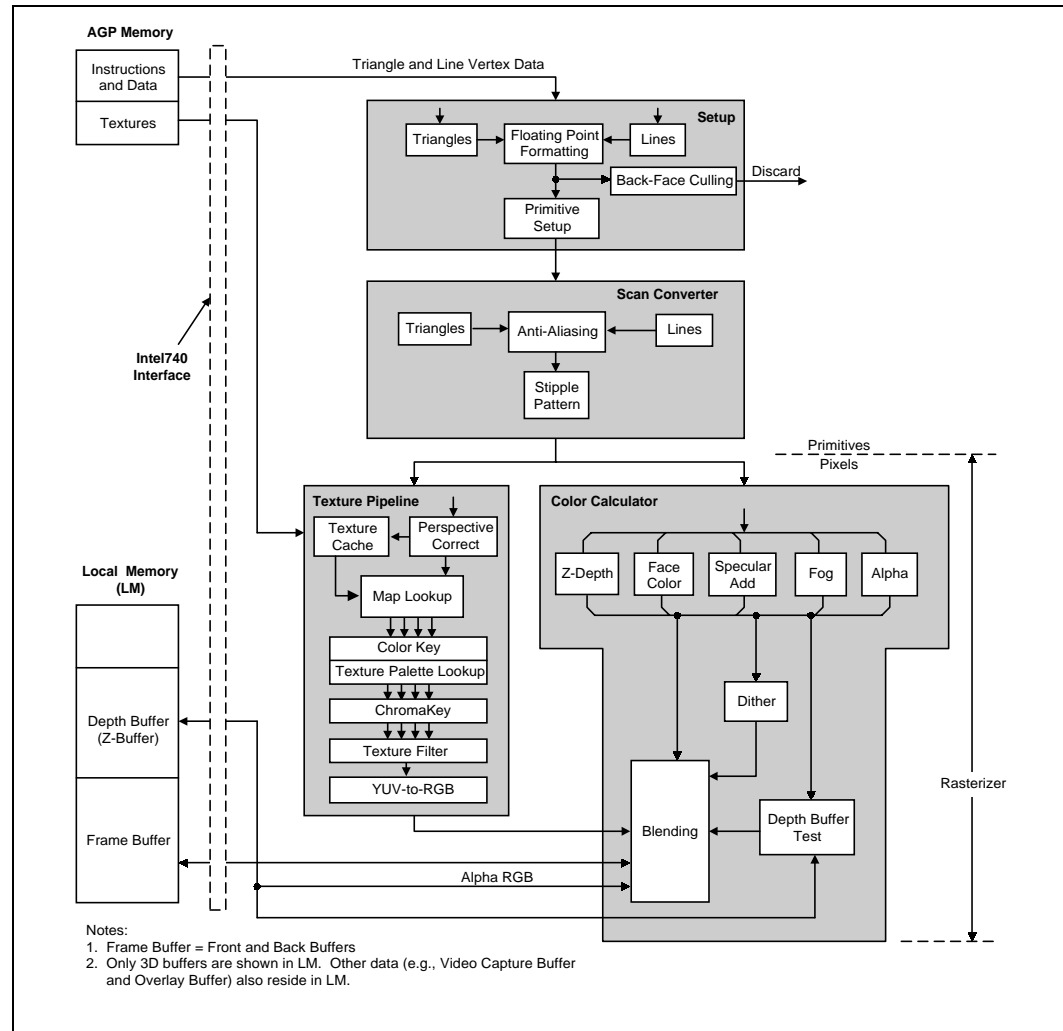 AGP Memory
Instructions
and Data
Textures
Triangle and Line Vertex Data
Setup
Triangles
Floating Point
Formatting
Lines
Back-Face Culling
Discard
Primitive
Setup
Scan Converter
Triangles
Anti-Aliasing
Lines
Stipple
Pattern
Intel740
Interface
Primitives
Pixels
Texture Pipeline
Texture
Cache
Perspective
Correct
Map Lookup
Color Key
Texture Palette Lookup
ChromaKey
Texture Filter
YUV-to-RGB
Color Calculator
Z-Depth
Face
Color
Specular
Add
Fog
Alpha
Dither
Blending
Depth Buffer
Test
Rasterizer
Local Memory
(LM)
Depth Buffer
(Z-Buffer)
Frame Buffer
Alpha RGB
Notes:
1. Frame Buffer = Front and Back Buffers
2. Only 3D buffers are shown in LM. Other data (e.g., Video Capture Buffer
and Overlay Buffer) also reside in LM.